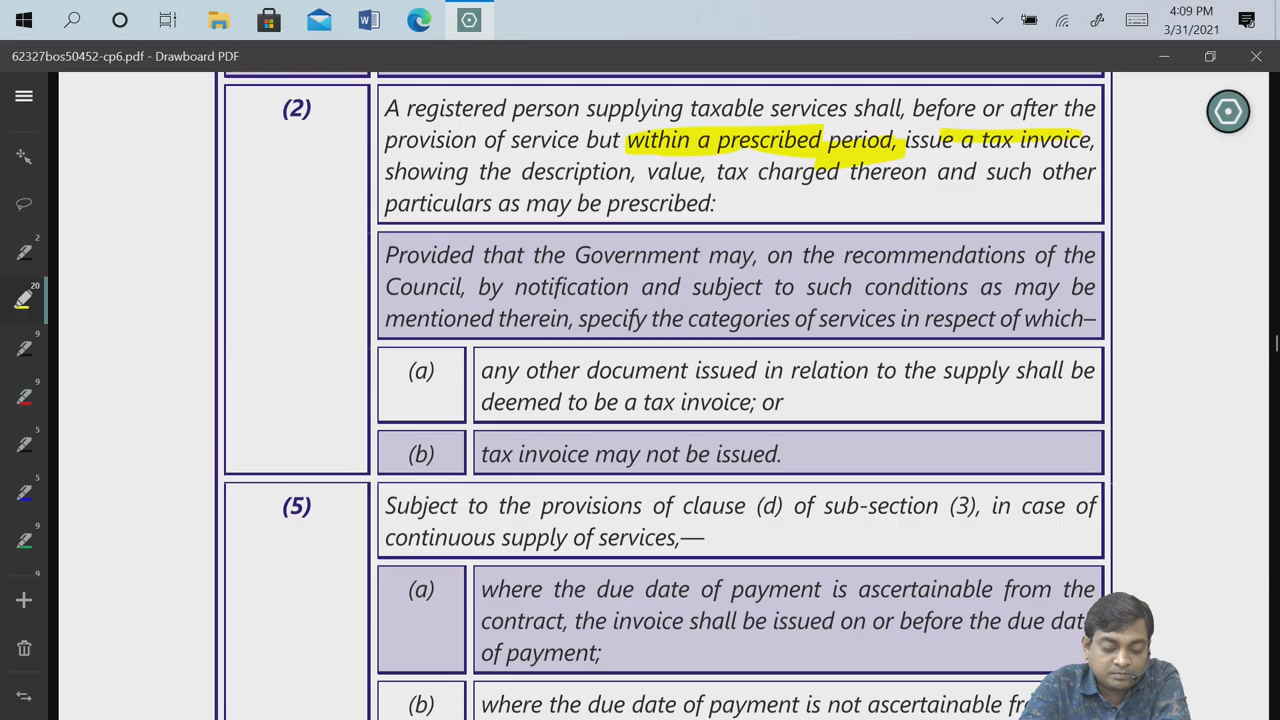 4:09 PM
3/31/2021
62327bos50452-cp6.pdf - Drawboard PDF
(2)
A registered person supplying taxable services shall, before or after the
provision of service but within a prescribed period, issue a tax invoice,
showing the description, value, tax charged thereon and such other
particulars as may be prescribed:
Provided that the Government may, on the recommendations of the
Council, by notification and subject to such conditions as may be
mentioned therein, specify the categories of services in respect of which–
(a)
any other document issued in relation to the supply shall be
deemed to be a tax invoice; or
(b)
tax invoice may not be issued.
(5)
Subject to the provisions of clause (d) of sub-section (3), in case of
continuous supply of services,—
(a)
where the due date of payment is ascertainable from the
contract, the invoice shall be issued on or before the due
of payment;
(b)
where the due date of payment is not ascertainable
2
20
9
9
5
5
9
9